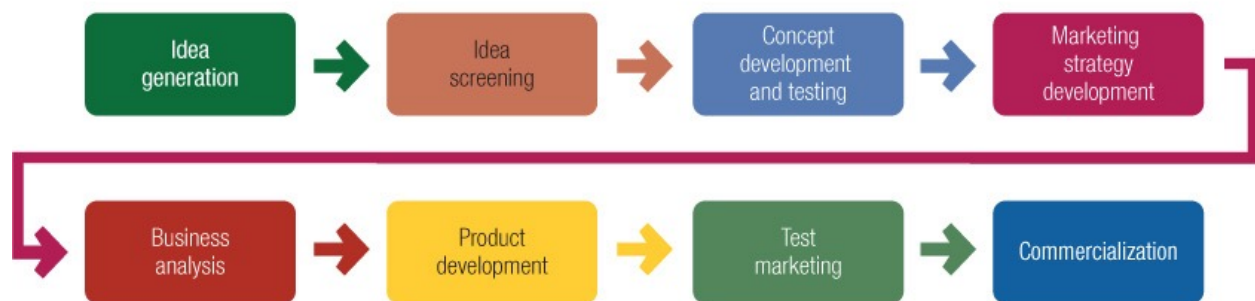 Idea
generation
Idea
screening
Concept
development
and testing
Marketing
strategy
development
Business
analysis
Product
development
Test
marketing
Commercialization